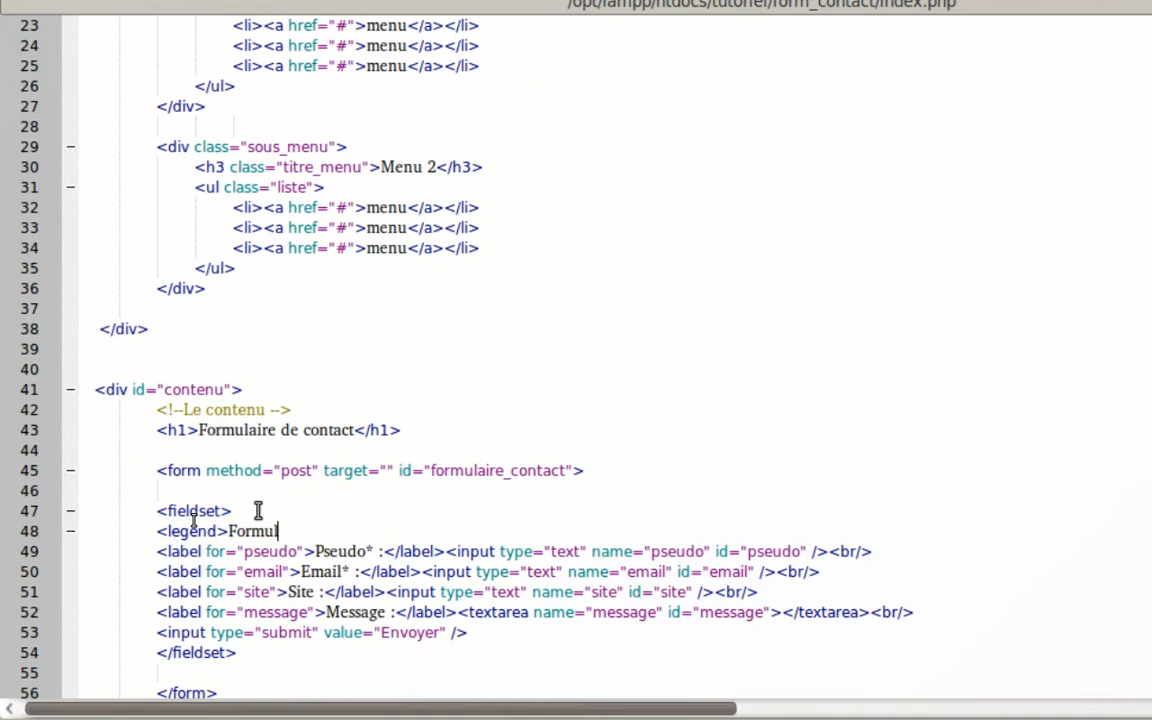 /opt/lampp/htdocs/tutoriel/form_contact/index.php
23 <li><a href="#">menu</a></li>
24 <li><a href="#">menu</a></li>
25 <li><a href="#">menu</a></li>
26 </ul>
27 </div>
28
29 <div class="sous_menu">
30 <h3 class="titre_menu">Menu 2</h3>
31 <ul class="liste">
32 <li><a href="#">menu</a></li>
33 <li><a href="#">menu</a></li>
34 <li><a href="#">menu</a></li>
35 </ul>
36 </div>
37
38 </div>
39
40
41 <div id="contenu">
42 <!--Le contenu -->
43 <h1>Formulaire de contact</h1>
44
45 <form method="post" target="" id="formulaire_contact">
46
47 <fieldset>
48 <legend>Formul
49 <label for="pseudo">Pseudo* :</label><input type="text" name="pseudo" id="pseudo" /><br/>
50 <label for="email">Email* :</label><input type="text" name="email" id="email" /><br/>
51 <label for="site">Site :</label><input type="text" name="site" id="site" /><br/>
52 <label for="message">Message :</label><textarea name="message" id="message"></textarea><br/>
53 <input type="submit" value="Envoyer" />
54 </fieldset>
55
56 </form>